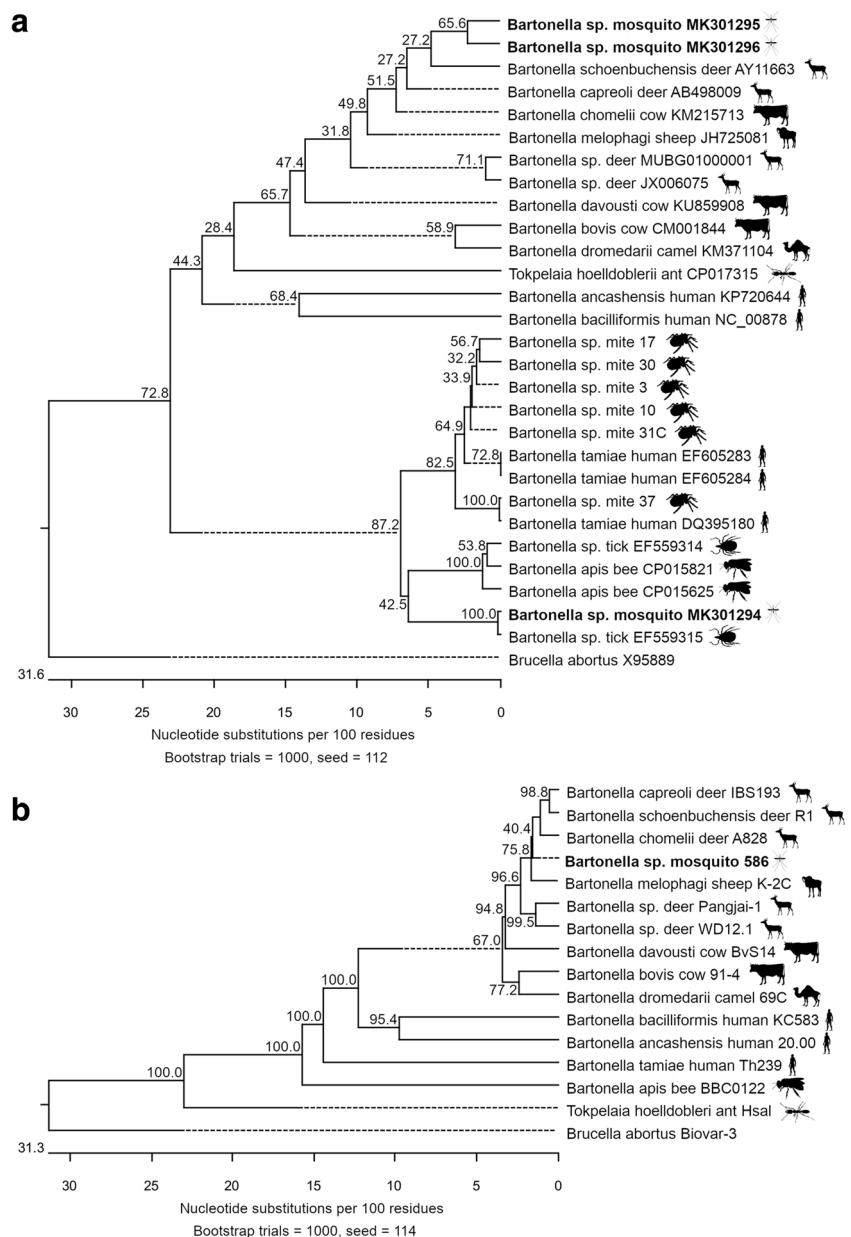 a
65.6 Bartonella sp. mosquito MK301295
27.2 Bartonella sp. mosquito MK301296
27.2 Bartonella schoenbuchensis deer AY11663
51.5 Bartonella capreoli deer AB498009
49.8 Bartonella chomelii cow KM215713
31.8 Bartonella melophagi sheep JH725081
47.4 71.1 Bartonella sp. deer MUBG01000001
Bartonella sp. deer JX006075
65.7 Bartonella davousti cow KU859908
28.4 58.9 Bartonella bovis cow CM001844
Bartonella dromedarii camel KM371104
44.3 Tokpelaia hoelldoblerii ant CP017315
68.4 Bartonella ancashensis human KP720644
Bartonella bacilliformis human NC_00878
56.7 Bartonella sp. mite 17
32.2 Bartonella sp. mite 30
33.9 Bartonella sp. mite 3
72.8 Bartonella sp. mite 10
64.9 Bartonella sp. mite 31C
72.8 Bartonella tamiae human EF605283
82.5 Bartonella tamiae human EF605284
100.0 Bartonella sp. mite 37
87.2 Bartonella tamiae human DQ395180
53.8 Bartonella sp. tick EF559314
100.0 Bartonella apis bee CP015821
Bartonella apis bee CP015625
42.5 100.0 Bartonella sp. mosquito MK301294
Bartonella sp. tick EF559315
Brucella abortus X95889
31.6
30 25 20 15 10 5 0
Nucleotide substitutions per 100 residues
Bootstrap trials = 1000, seed = 112
b
98.8 Bartonella capreoli deer IBS193
Bartonella schoenbuchensis deer R1
40.4 Bartonella chomelii deer A828
75.8 Bartonella sp. mosquito 586
96.6 Bartonella melophagi sheep K-2C
94.8 Bartonella sp. deer Pangjai-1
99.5 Bartonella sp. deer WD12.1
67.0 Bartonella davousti cow BvS14
Bartonella bovis cow 91-4
100.0 77.2 Bartonella dromedarii camel 69C
95.4 Bartonella bacilliformis human KC583
100.0 Bartonella ancashensis human 20.00
100.0 Bartonella tamiae human Th239
100.0 Bartonella apis bee BBC0122
Tokpelaia hoelldobleri ant Hsal
Brucella abortus Biovar-3
31.3
30 25 20 15 10 5 0
Nucleotide substitutions per 100 residues
Bootstrap trials = 1000, seed = 114